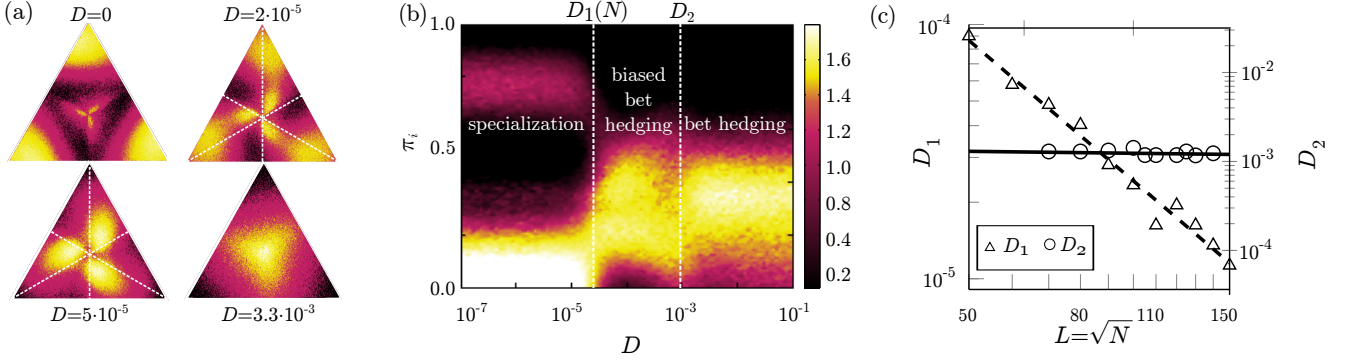 (a)
D=0
D=2·10⁻⁵
D=5·10⁻⁵
D=3.3·10⁻³
(b)
D₁(N)
D₂
1.0
0.5
0.0
πᵢ
specialization
biased
bet
hedging
bet hedging
10⁻⁷
10⁻⁵
10⁻³
10⁻¹
D
1.6
1.4
1.2
1.0
0.8
0.6
0.4
0.2
(c)
10⁻⁴
10⁻⁵
D₁
D₁
D₂
50
80
110
150
L=√N
10⁻²
10⁻³
10⁻⁴
D₂